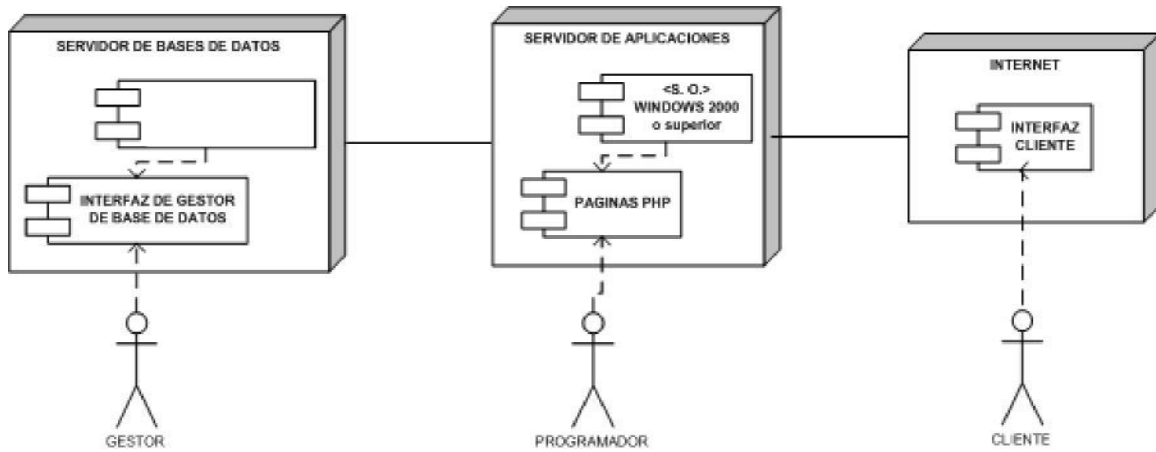 SERVIDOR DE BASES DE DATOS
INTERFAZ DE GESTOR
DE BASE DE DATOS
GESTOR
SERVIDOR DE APLICACIONES
<S. O.>
WINDOWS 2000
o superior
PAGINAS PHP
PROGRAMADOR
INTERNET
INTERFAZ
CLIENTE
CLIENTE